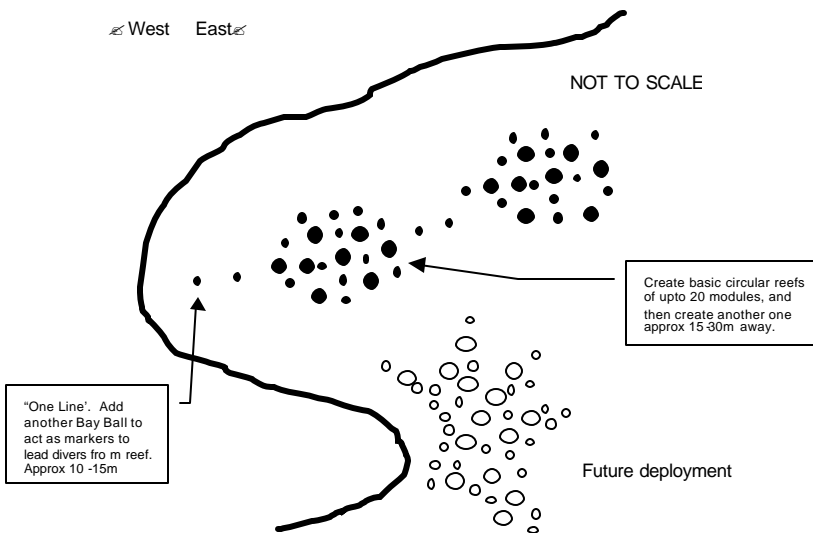 West East
NOT TO SCALE
Create basic circular reefs
of upto 20 modules, and
then create another one
approx 15-30m away.
"One Line'. Add
another Bay Ball to
act as markers to
lead divers fro m reef.
Approx 10 -15m
Future deployment